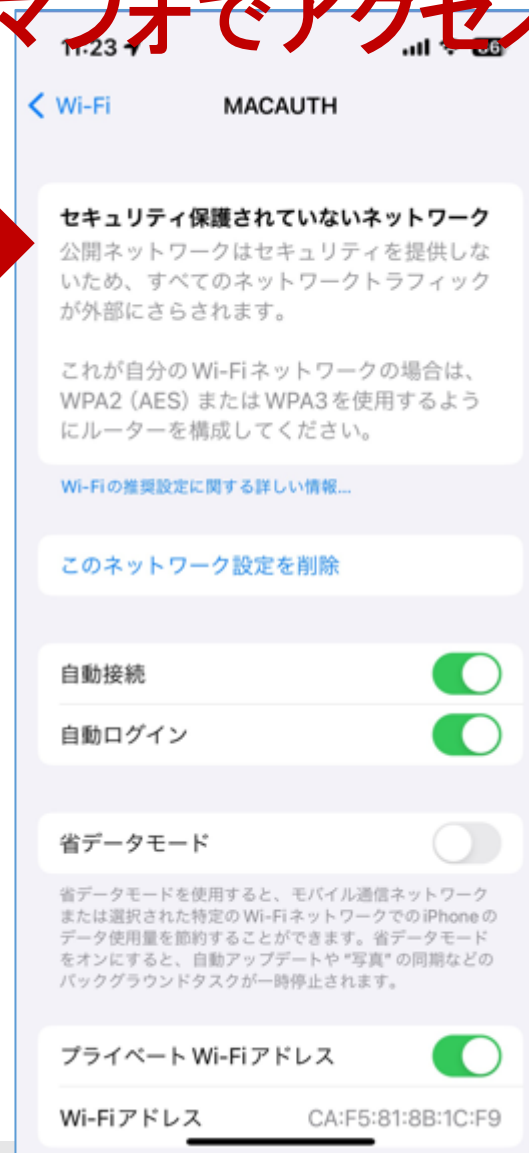 マフォでアクセン
11:23
86
Wi-Fi
MACAUTH
セキュリティ保護されていないネットワーク
公開ネットワークはセキュリティを提供しな
いため、すべてのネットワークトラフィック
が外部にさらされます。
これが自分のWi-Fiネットワークの場合は、
WPA2（AES）またはWPA3を使用するよう
にルーターを構成してください。
Wi-Fiの推奨設定に関する詳しい情報...
このネットワーク設定を削除
自動接続
自動ログイン
省データモード
省データモードを使用すると、モバイル通信ネットワーク
または選択された特定のWi-FiネットワークでのiPhoneの
データ使用量を節約することができます。省データモード
をオンにすると、自動アップデートや"写真"の同期などの
バックグラウンドタスクが一時停止されます。
プライベートWi-Fiアドレス
Wi-Fiアドレス
CA:F5:81:8B:1C:F9